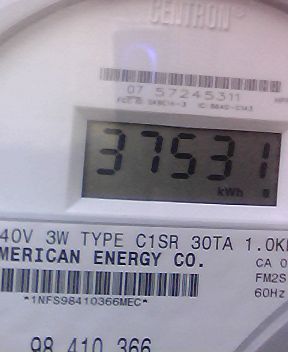 CENTRON
07 57245311
37531
kWh
40V 3W TYPE C1SR 30TA 1.0K
MERICAN ENERGY CO. CA 0
FM2S
60Hz
*1NFS98410366MEC*
98 410 366